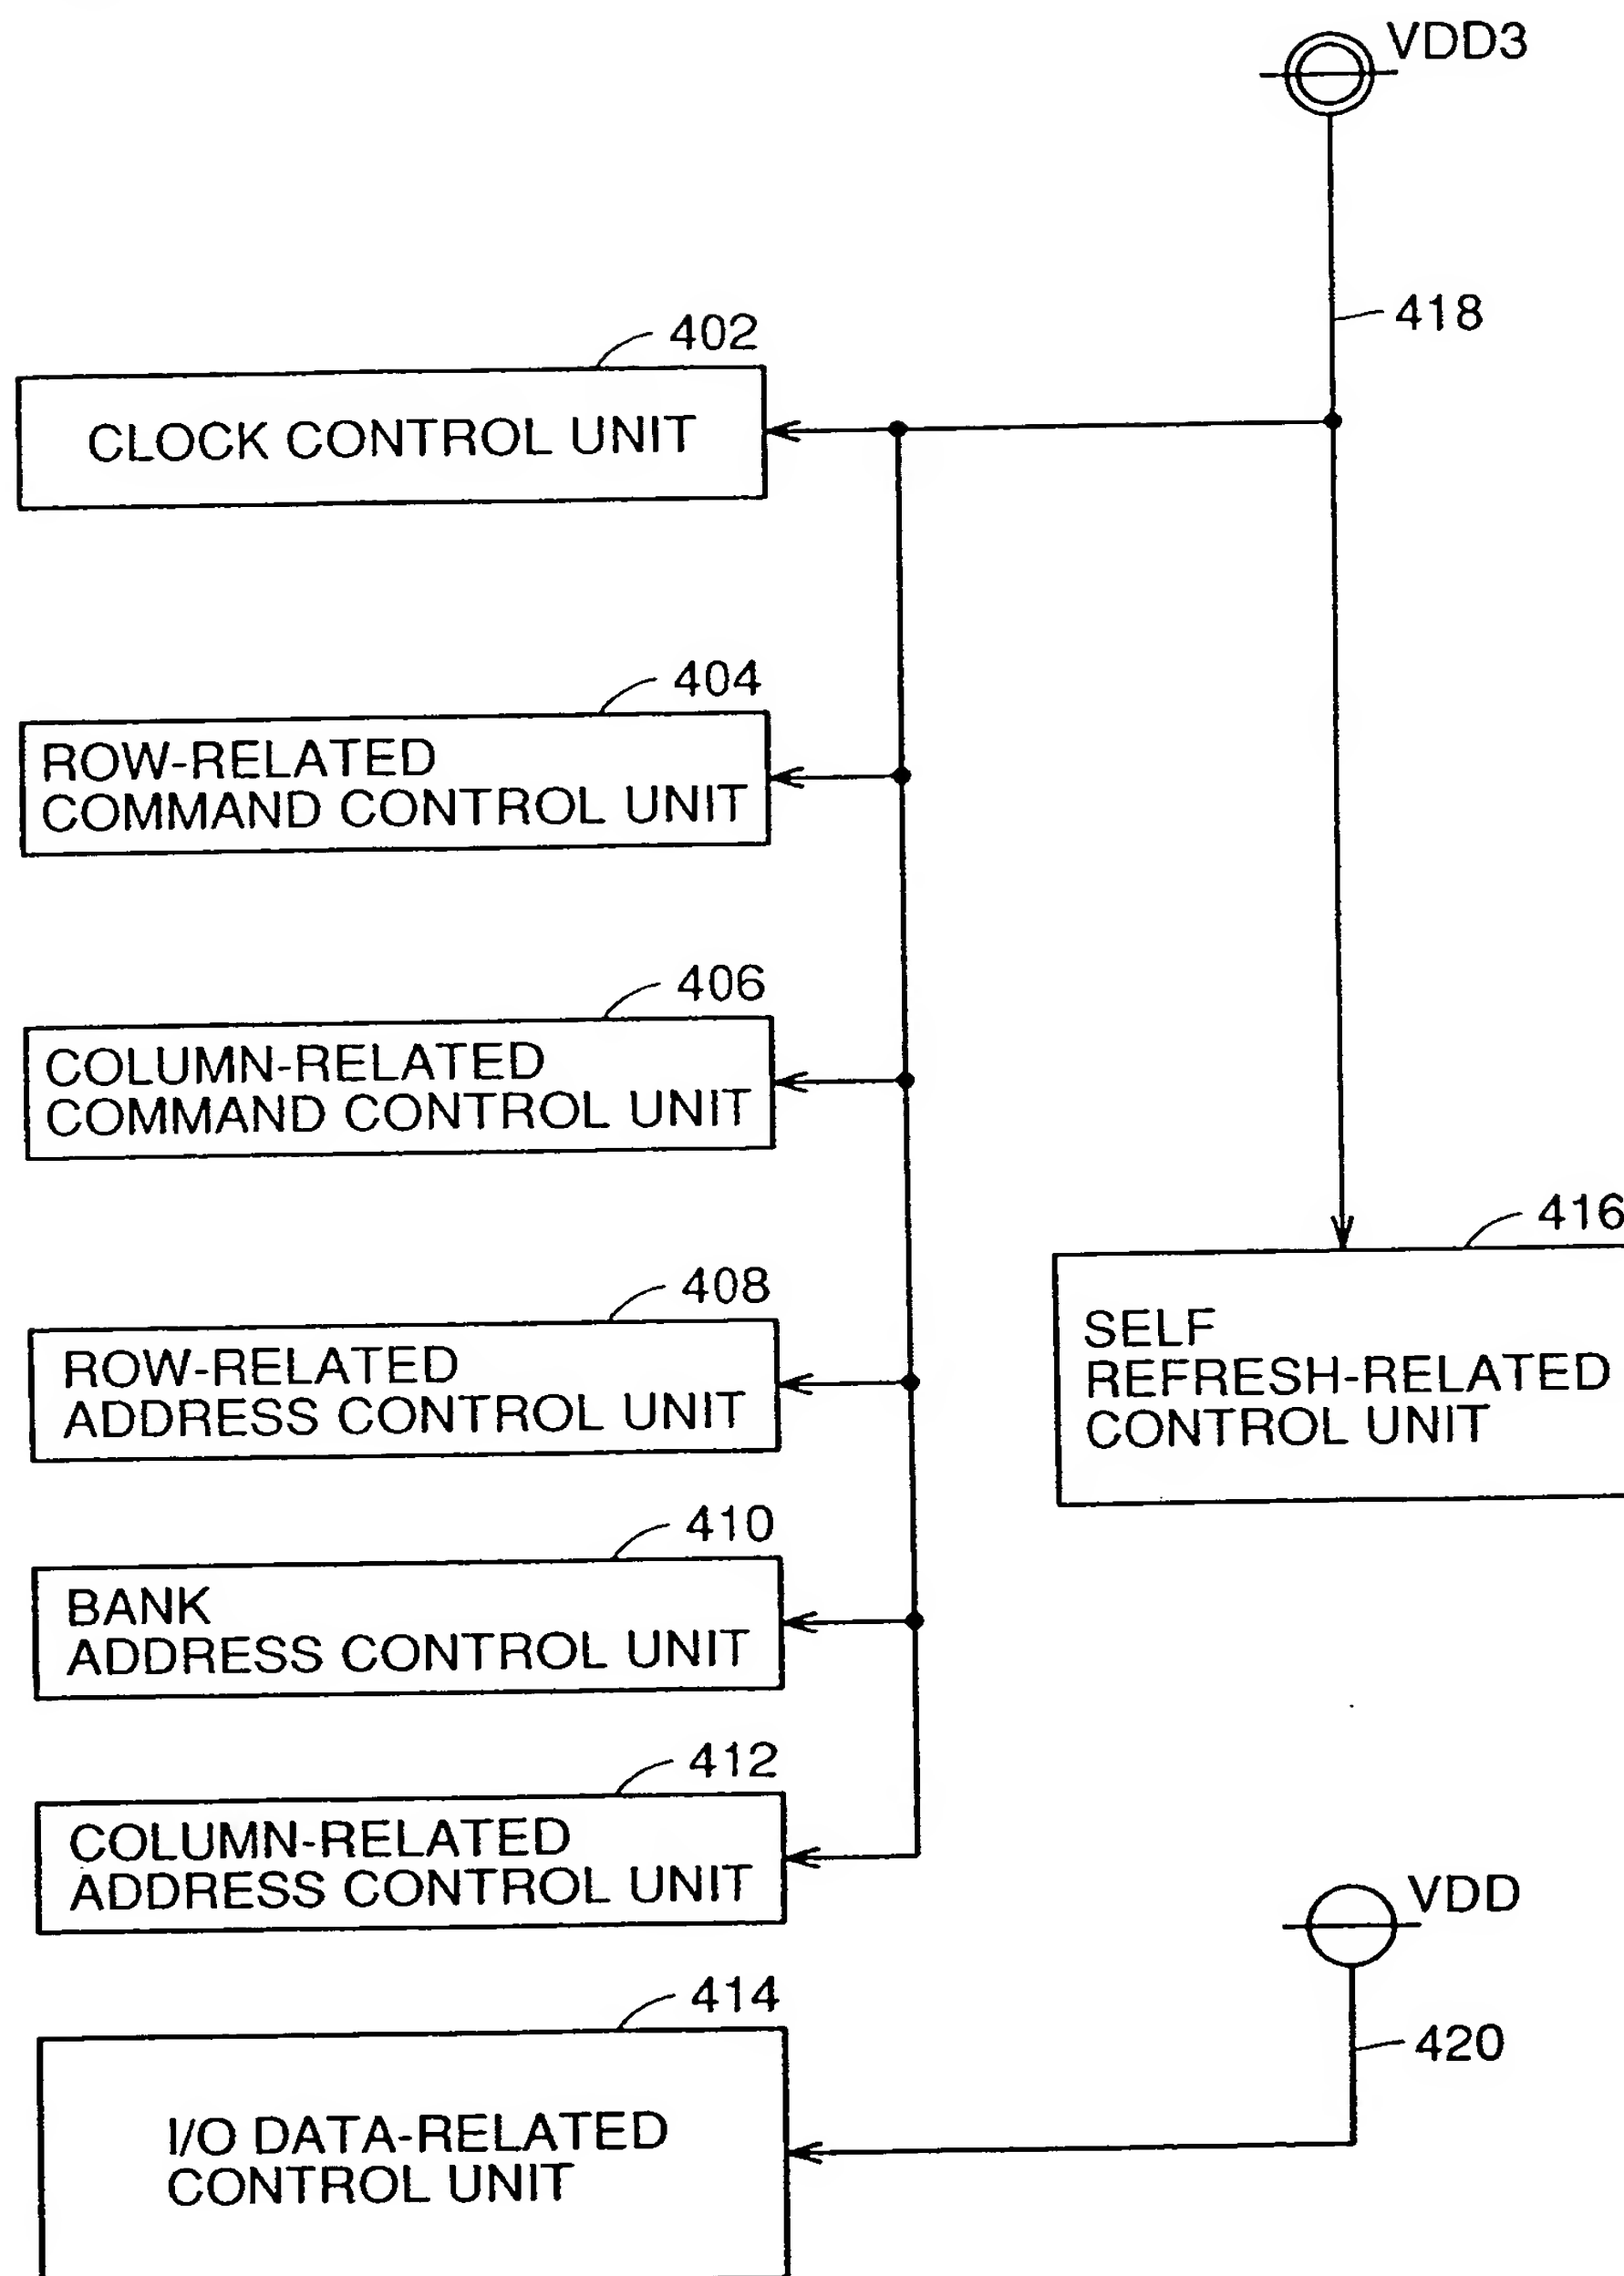 VDD3
418
402
CLOCK CONTROL UNIT
404
ROW-RELATED
COMMAND CONTROL UNIT
406
COLUMN-RELATED
COMMAND CONTROL UNIT
416
SELF
REFRESH-RELATED
CONTROL UNIT
408
ROW-RELATED
ADDRESS CONTROL UNIT
410
BANK
ADDRESS CONTROL UNIT
412
COLUMN-RELATED
ADDRESS CONTROL UNIT
VDD
420
414
I/O DATA-RELATED
CONTROL UNIT